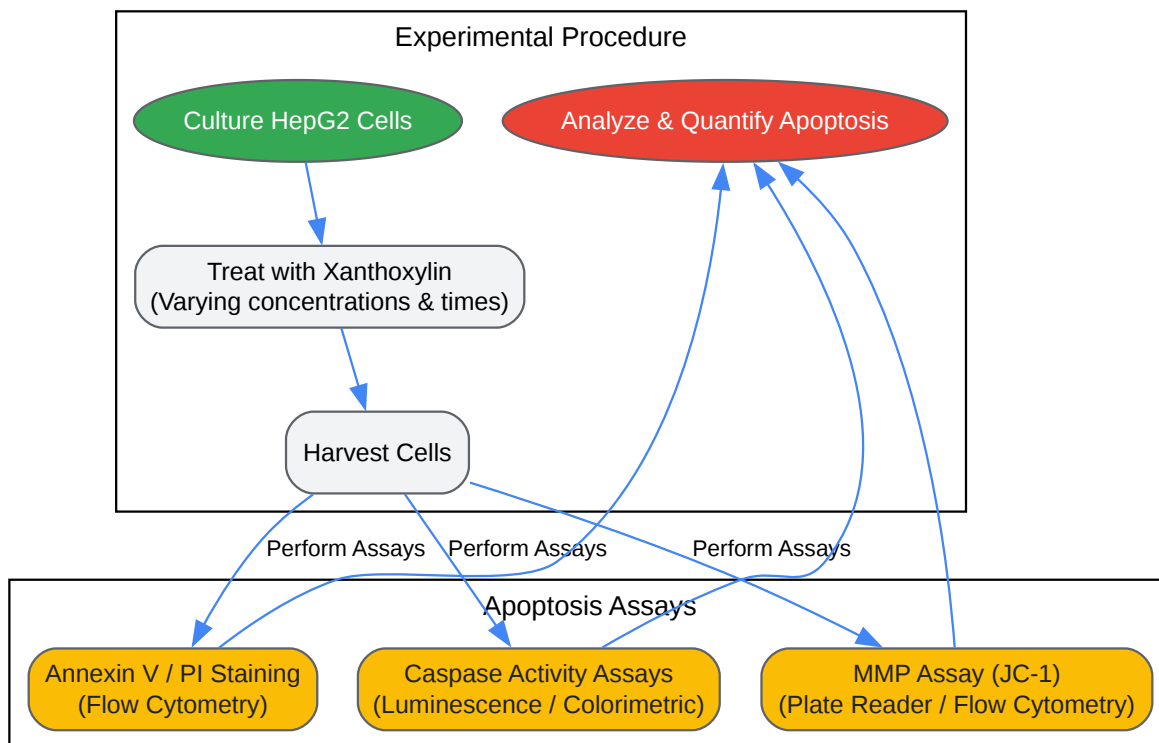 Experimental Procedure
Culture HepG2 Cells
Analyze & Quantify Apoptosis
Treat with Xanthoxylin
(Varying concentrations & times)
Harvest Cells
Perform Assays
Perform Assays
Perform Assays
Apoptosis Assays
Annexin V / PI Staining
(Flow Cytometry)
Caspase Activity Assays
(Luminescence / Colorimetric)
MMP Assay (JC-1)
(Plate Reader / Flow Cytometry)